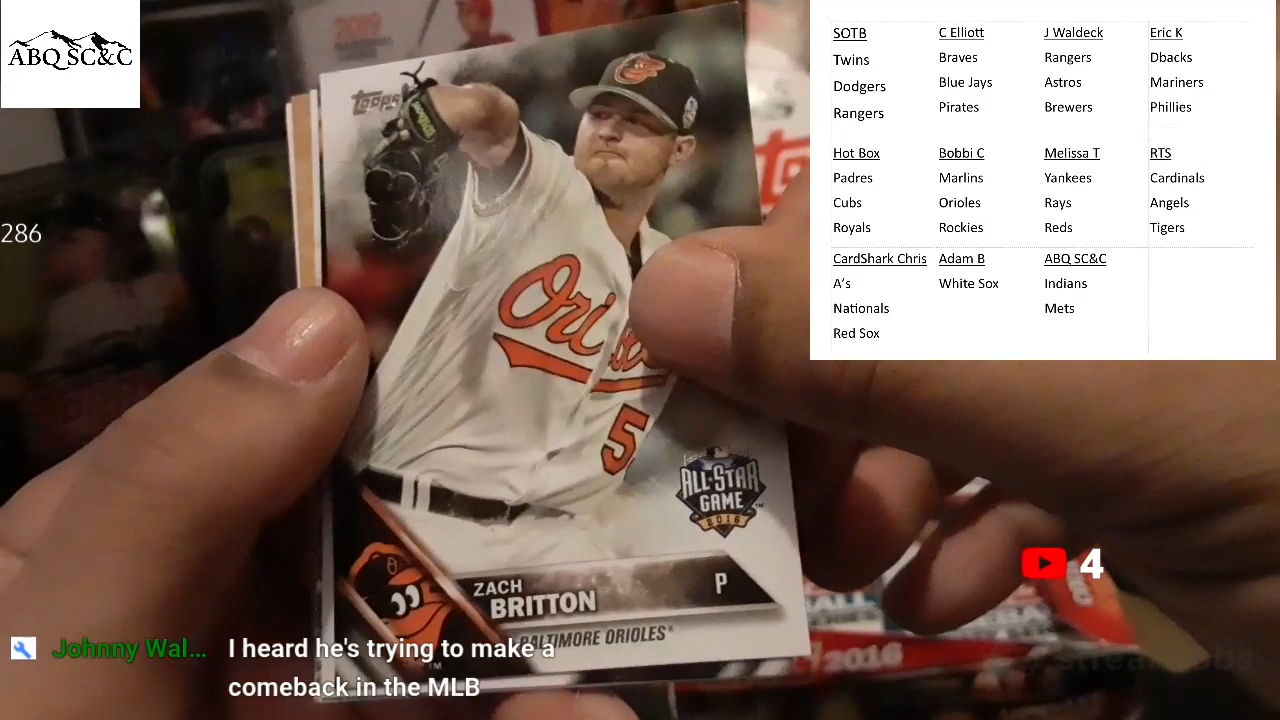 ABQ SC&C
286
SOTB
Twins
Dodgers
Rangers
C Elliott
Braves
Blue Jays
Pirates
J Waldeck
Rangers
Astros
Brewers
Eric K
Dbacks
Mariners
Phillies
Hot Box
Padres
Cubs
Royals
Bobbi C
Marlins
Orioles
Rockies
Melissa T
Yankees
Rays
Reds
RTS
Cardinals
Angels
Tigers
CardShark Chris
A's
Nationals
Red Sox
Adam B
White Sox
ABQ SC&C
Indians
Mets
Topps
5
ALL-STAR
GAME
2016
ZACH
BRITTON
P
BALTIMORE ORIOLES
4
2016
Johnny Wal... I heard he's trying to make a
comeback in the MLB